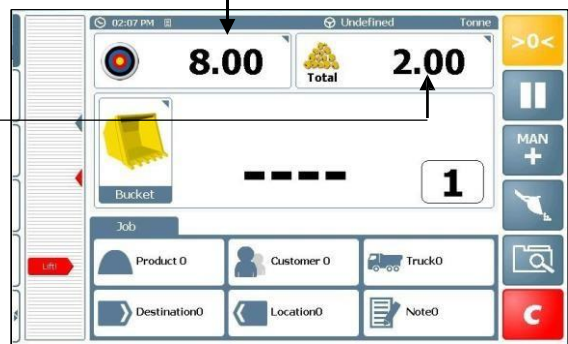 02:07 PM Undefined Tonne
8.00 Total 2.00
>0<
MAN
+
Bucket ---- 1
Job
Lift!
Product 0 Customer 0 Truck0
Destination0 Location0 Note0
C